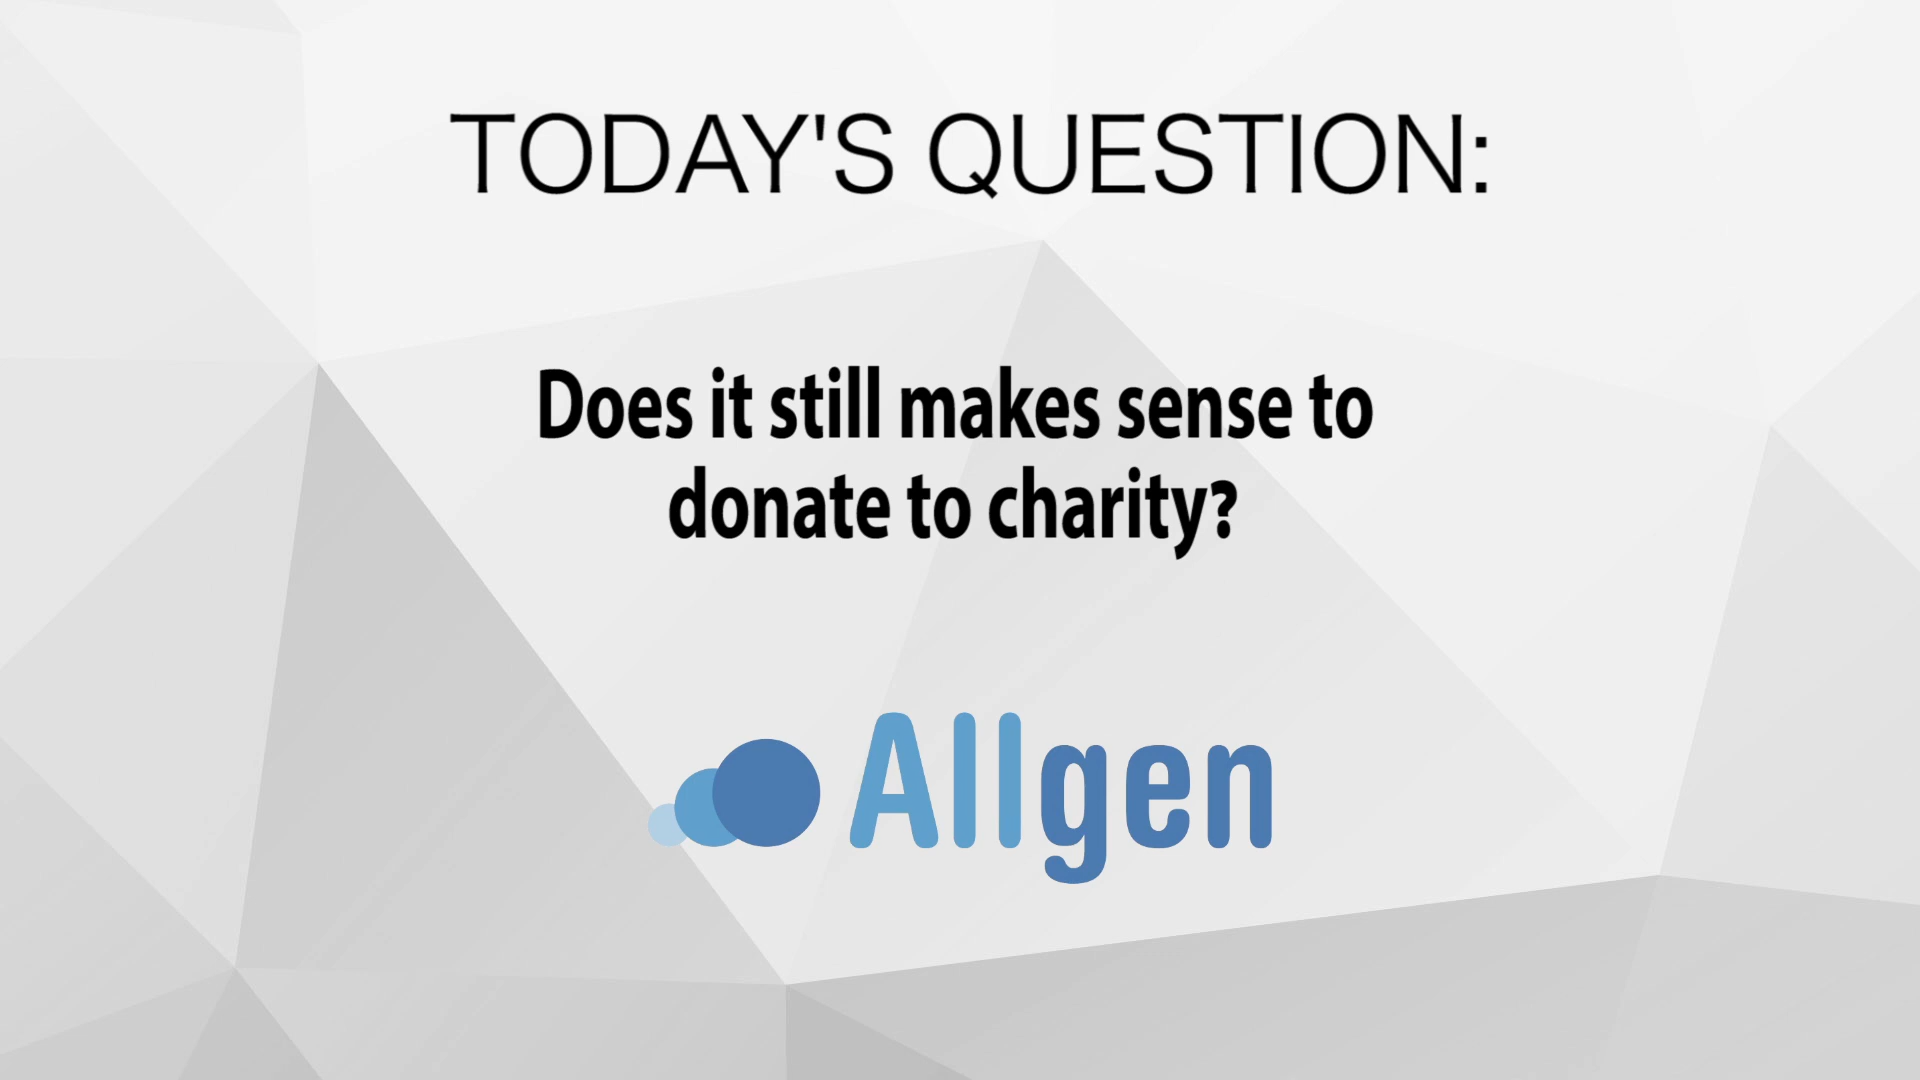 TODAY'S QUESTION:
Does it still makes sense to
donate to charity?
Allgen